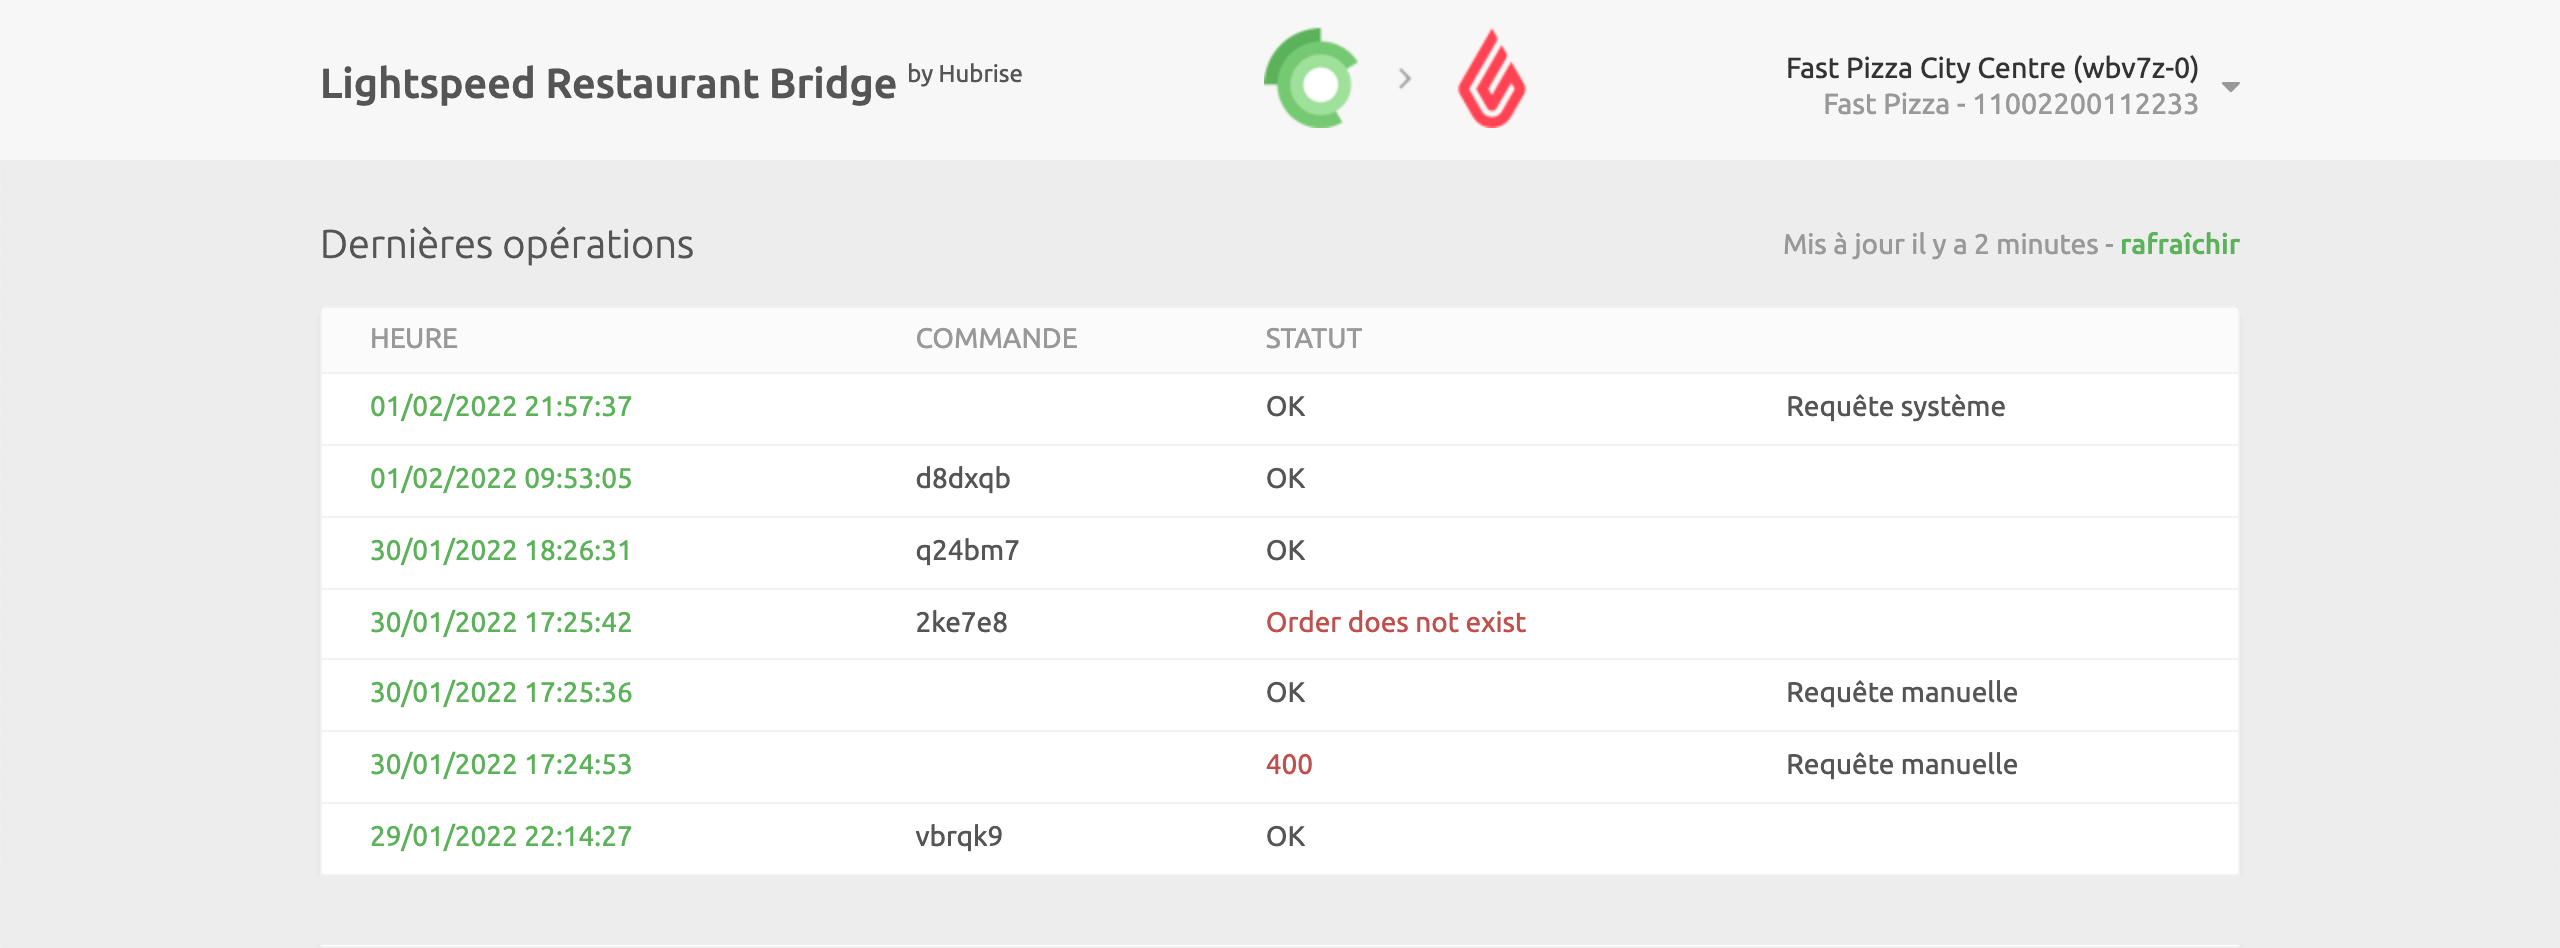 Lightspeed Restaurant Bridge by Hubrise
Fast Pizza City Centre (wbv7z-0)
Fast Pizza - 11002200112233
Dernières opérations
Mis à jour il y a 2 minutes - rafraîchir
HEURE COMMANDE STATUT
01/02/2022 21:57:37 OK Requête système
01/02/2022 09:53:05 d8dxqb OK
30/01/2022 18:26:31 q24bm7 OK
30/01/2022 17:25:42 2ke7e8 Order does not exist
30/01/2022 17:25:36 OK Requête manuelle
30/01/2022 17:24:53 400 Requête manuelle
29/01/2022 22:14:27 vbrqk9 OK